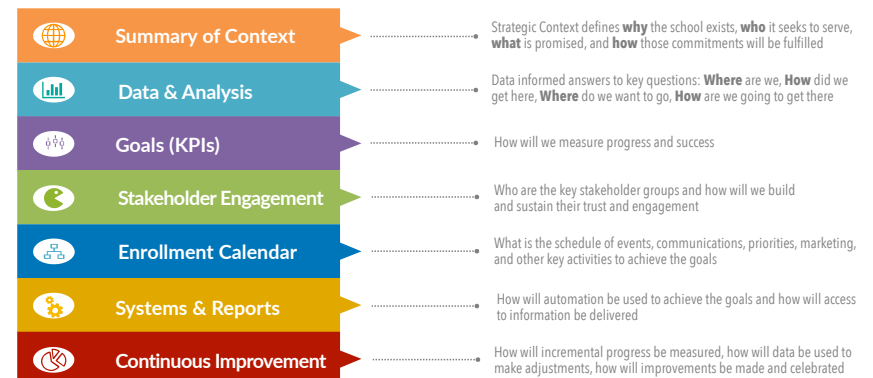 Summary of Context
Strategic Context defines why the school exists, who it seeks to serve,
what is promised, and how those commitments will be fulfilled
Data & Analysis
Data informed answers to key questions: Where are we, How did we
get here, Where do we want to go, How are we going to get there
Goals (KPIs)
How will we measure progress and success
Stakeholder Engagement
Who are the key stakeholder groups and how will we build
and sustain their trust and engagement
Enrollment Calendar
What is the schedule of events, communications, priorities, marketing,
and other key activities to achieve the goals
Systems & Reports
How will automation be used to achieve the goals and how will access
to information be delivered
Continuous Improvement
How will incremental progress be measured, how will data be used to
make adjustments, how will improvements be made and celebrated